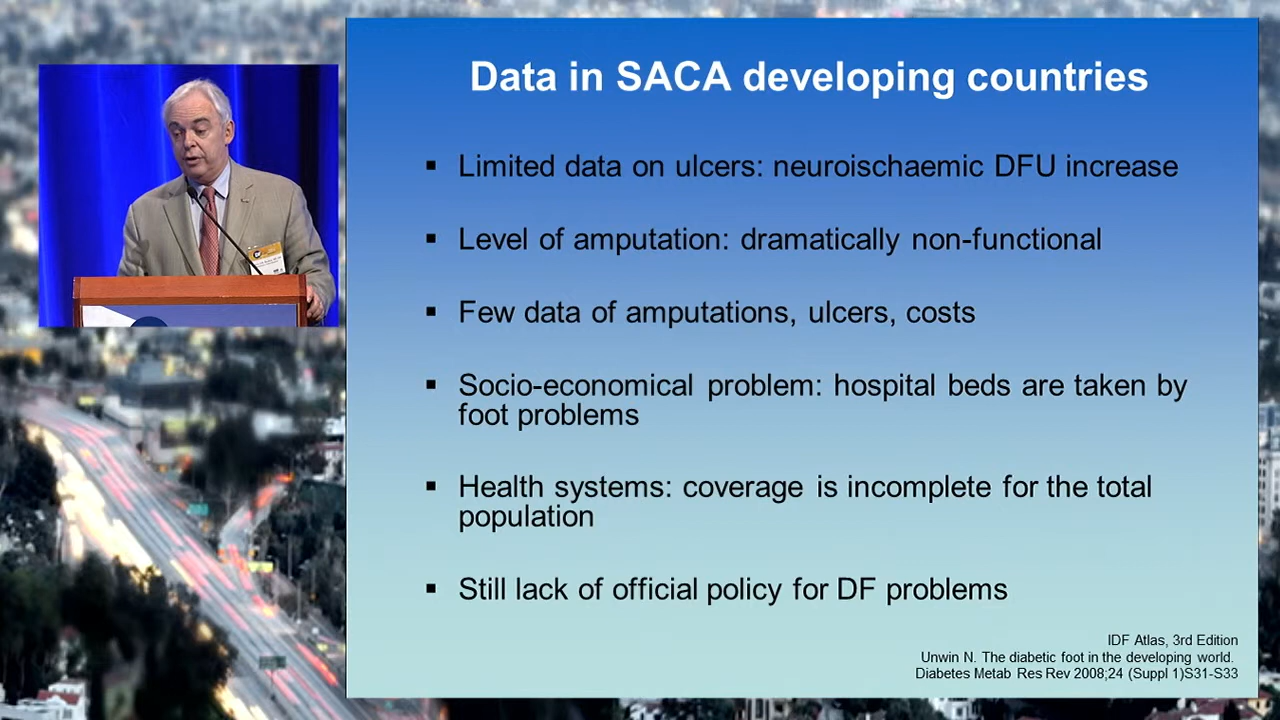 Data in SACA developing countries
▪ Limited data on ulcers: neuroischaemic DFU increase
▪ Level of amputation: dramatically non-functional
▪ Few data of amputations, ulcers, costs
▪ Socio-economical problem: hospital beds are taken by
foot problems
▪ Health systems: coverage is incomplete for the total
population
▪ Still lack of official policy for DF problems
IDF Atlas, 3rd Edition
Unwin N. The diabetic foot in the developing world.
Diabetes Metab Res Rev 2008;24 (Suppl 1)S31-S33